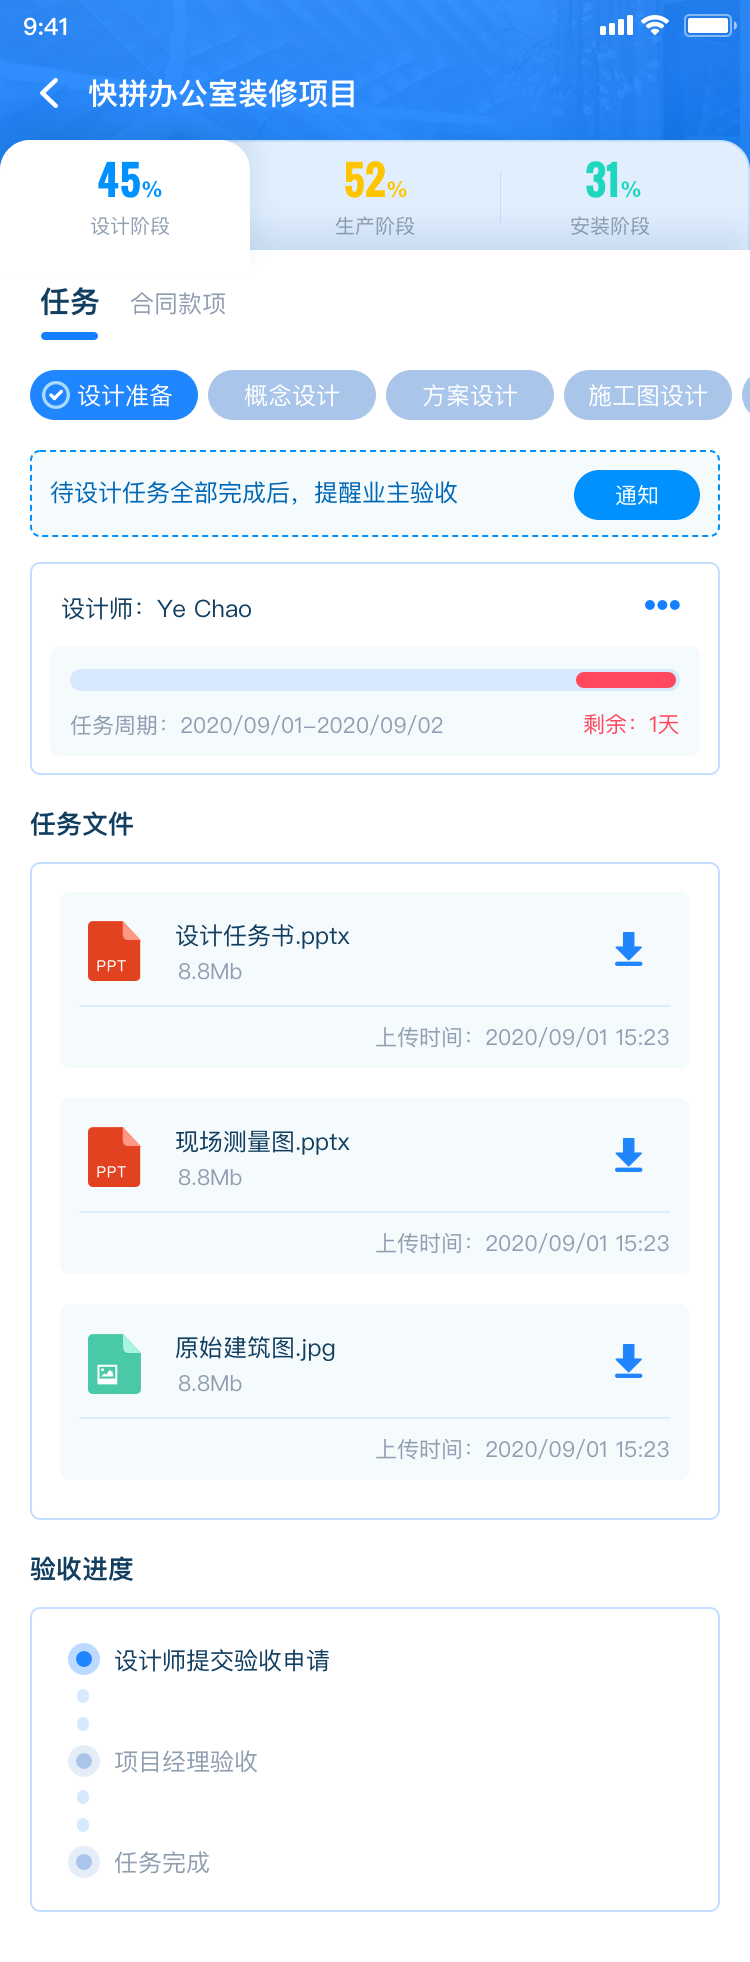 9:41
快拼办公室装修项目
45% 52% 31%
设计阶段 生产阶段 安装阶段
任务 合同款项
设计准备 概念设计 方案设计 施工图设计
待设计任务全部完成后，提醒业主验收 通知
设计师：Ye Chao
任务周期：2020/09/01-2020/09/02 剩余：1天
任务文件
设计任务书.pptx
PPT
8.8Mb
上传时间：2020/09/01 15:23
现场测量图.pptx
PPT
8.8Mb
上传时间：2020/09/01 15:23
原始建筑图.jpg
8.8Mb
上传时间：2020/09/01 15:23
验收进度
设计师提交验收申请
项目经理验收
任务完成